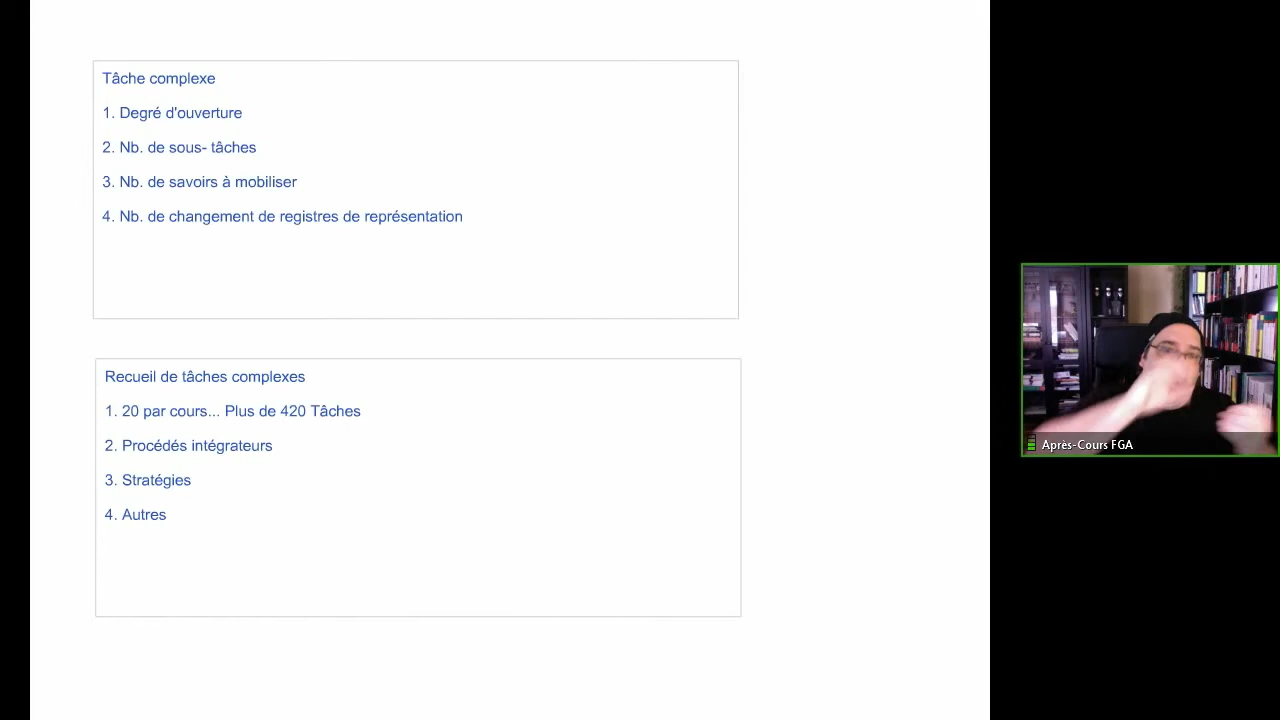 Tâche complexe
1. Degré d'ouverture
2. Nb. de sous- tâches
3. Nb. de savoirs à mobiliser
4. Nb. de changement de registres de représentation
Recueil de tâches complexes
1. 20 par cours... Plus de 420 Tâches
2. Procédés intégrateurs
3. Stratégies
4. Autres
Après-Cours FGA